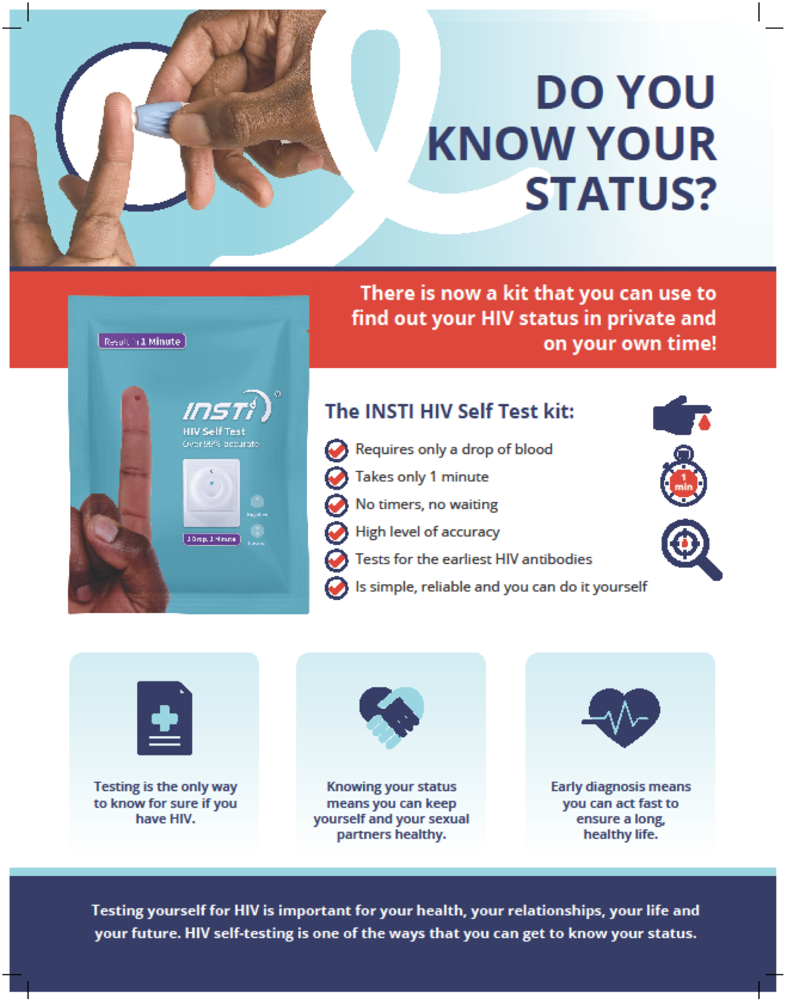 DO YOU
KNOW YOUR
STATUS?
There is now a kit that you can use to
find out your HIV status in private and
on your own time!
Result in 1 Minute
INSTI®
HIV Self Test
Over 99% accurate
1 Drop. 1 Minute
The INSTI HIV Self Test kit:
Requires only a drop of blood
Takes only 1 minute
No timers, no waiting
High level of accuracy
Tests for the earliest HIV antibodies
Is simple, reliable and you can do it yourself
1
min
Testing is the only way
to know for sure if you
have HIV.
Knowing your status
means you can keep
yourself and your sexual
partners healthy.
Early diagnosis means
you can act fast to
ensure a long,
healthy life.
Testing yourself for HIV is important for your health, your relationships, your life and
your future. HIV self-testing is one of the ways that you can get to know your status.